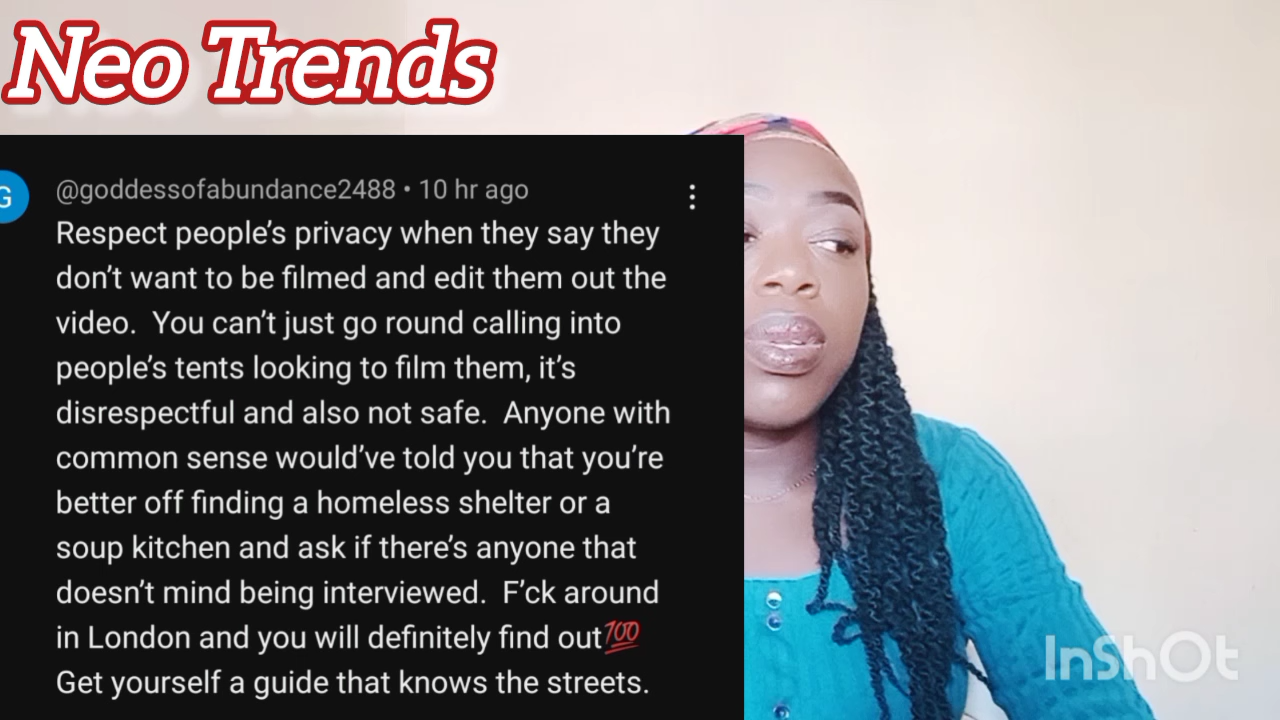 Neo Trends
G
@goddessofabundance2488 • 10 hr ago
Respect people’s privacy when they say they
don’t want to be filmed and edit them out the
video.  You can’t just go round calling into
people’s tents looking to film them, it’s
disrespectful and also not safe.  Anyone with
common sense would’ve told you that you’re
better off finding a homeless shelter or a
soup kitchen and ask if there’s anyone that
doesn’t mind being interviewed.  F’ck around
in London and you will definitely find out💯
Get yourself a guide that knows the streets.
InShOt